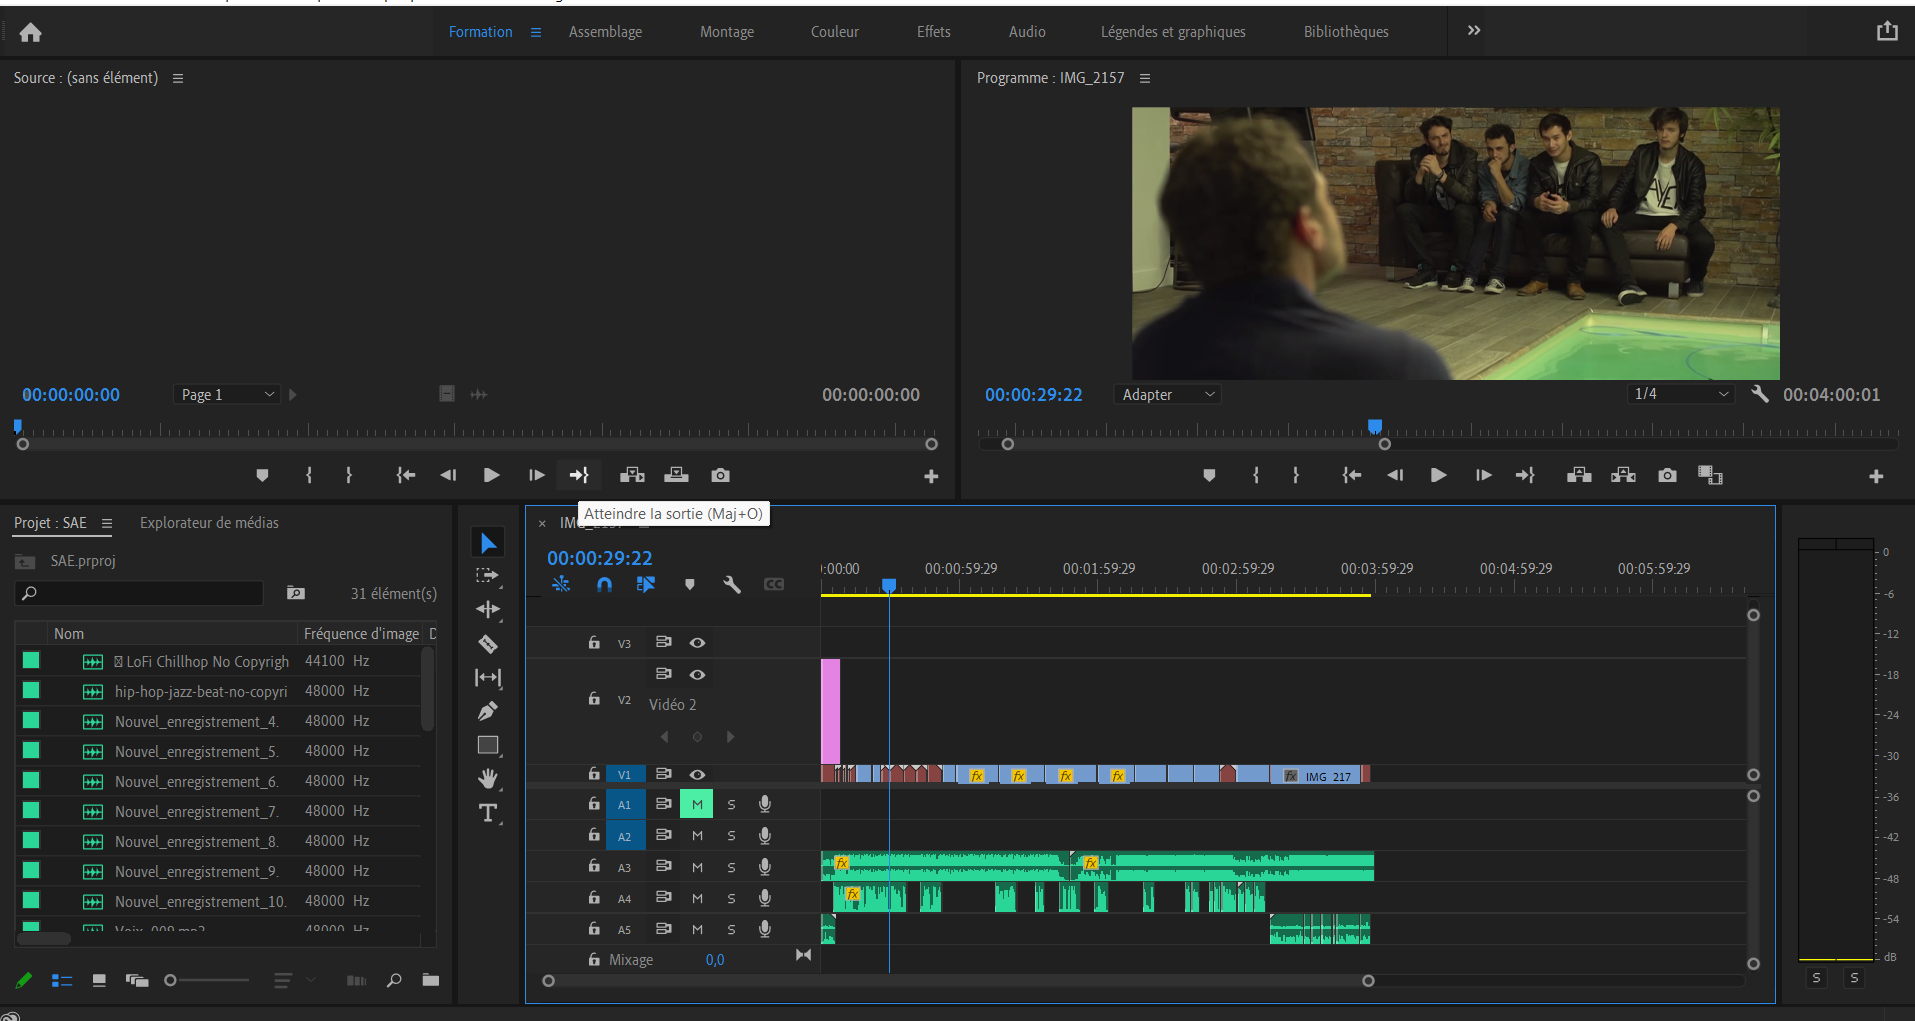 Formation
Assemblage
Montage
Couleur
Effets
Audio
Légendes et graphiques
Bibliothèques
Source : (sans élément)
Programme : IMG_2157
00:00:00:00
Page 1
00:00:00:00
00:00:29:22
Adapter
1/4
00:04:00:01
Atteindre la sortie (Maj+O)
Projet : SAE
Explorateur de médias
SAE.prproj
31 élément(s)
Nom
Fréquence d'image
D
LoFi Chillhop No Copyrigh
44100 Hz
hip-hop-jazz-beat-no-copyri
48000 Hz
Nouvel_enregistrement_4.
48000 Hz
Nouvel_enregistrement_5.
48000 Hz
Nouvel_enregistrement_6.
48000 Hz
Nouvel_enregistrement_7.
48000 Hz
Nouvel_enregistrement_8.
48000 Hz
Nouvel_enregistrement_9.
48000 Hz
Nouvel_enregistrement_10.
48000 Hz
00:00:29:22
:00:00
00:00:59:29
00:01:59:29
00:02:59:29
00:03:59:29
00:04:59:29
00:05:59:29
V3
V2
Vidéo 2
V1
fx
fx
fx
fx
fx
IMG_217
A1
M
S
A2
M
S
A3
M
S
fx
fx
A4
M
S
fx
A5
M
S
Mixage
0,0
0
-6
-12
-18
-24
-30
-36
-42
-48
-54
dB
S
S